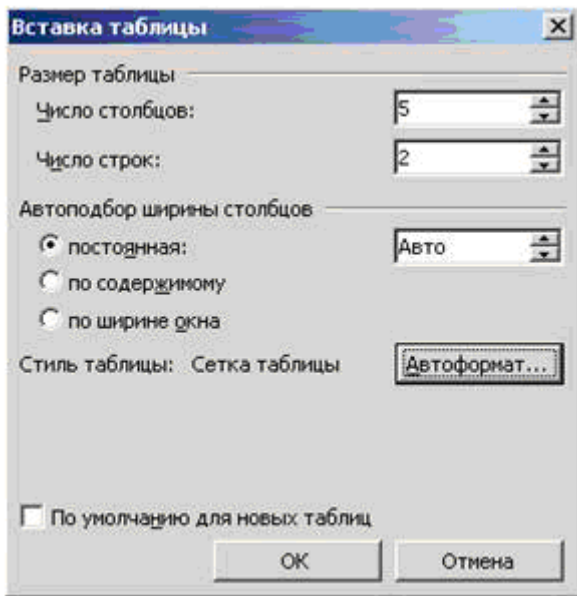 Вставка таблицы
Размер таблицы
Число столбцов: 5
Число строк: 2
Автоподбор ширины столбцов
постоянная: Авто
по содержимому
по ширине окна
Стиль таблицы: Сетка таблицы Автоформат...
По умолчанию для новых таблиц
ОК Отмена